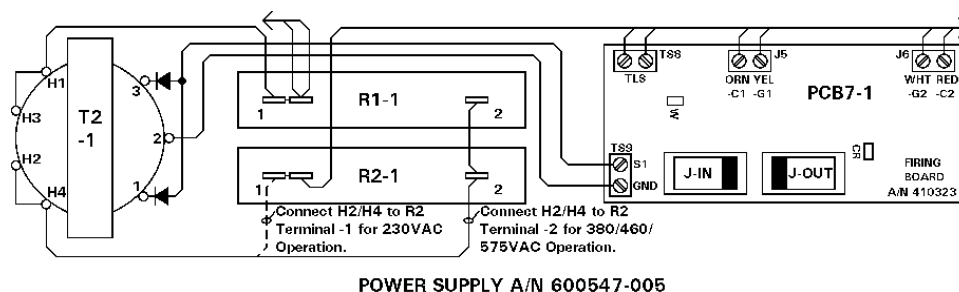 H1
H3
H2
H4
T2
-1
3
2
1
R1-1
1
2
R2-1
1
2
Connect H2/H4 to R2
Terminal -1 for 230VAC
Operation.
Connect H2/H4 to R2
Terminal -2 for 380/460/
575VAC Operation.
TS8
TLS
J5
ORN YEL
-C1 -G1
J6
WHT RED
-G2 -C2
PCB7-1
W
TS9
S1
GND
J-IN
J-OUT
CR
FIRING
BOARD
A/N 410323
POWER SUPPLY A/N 600547-005